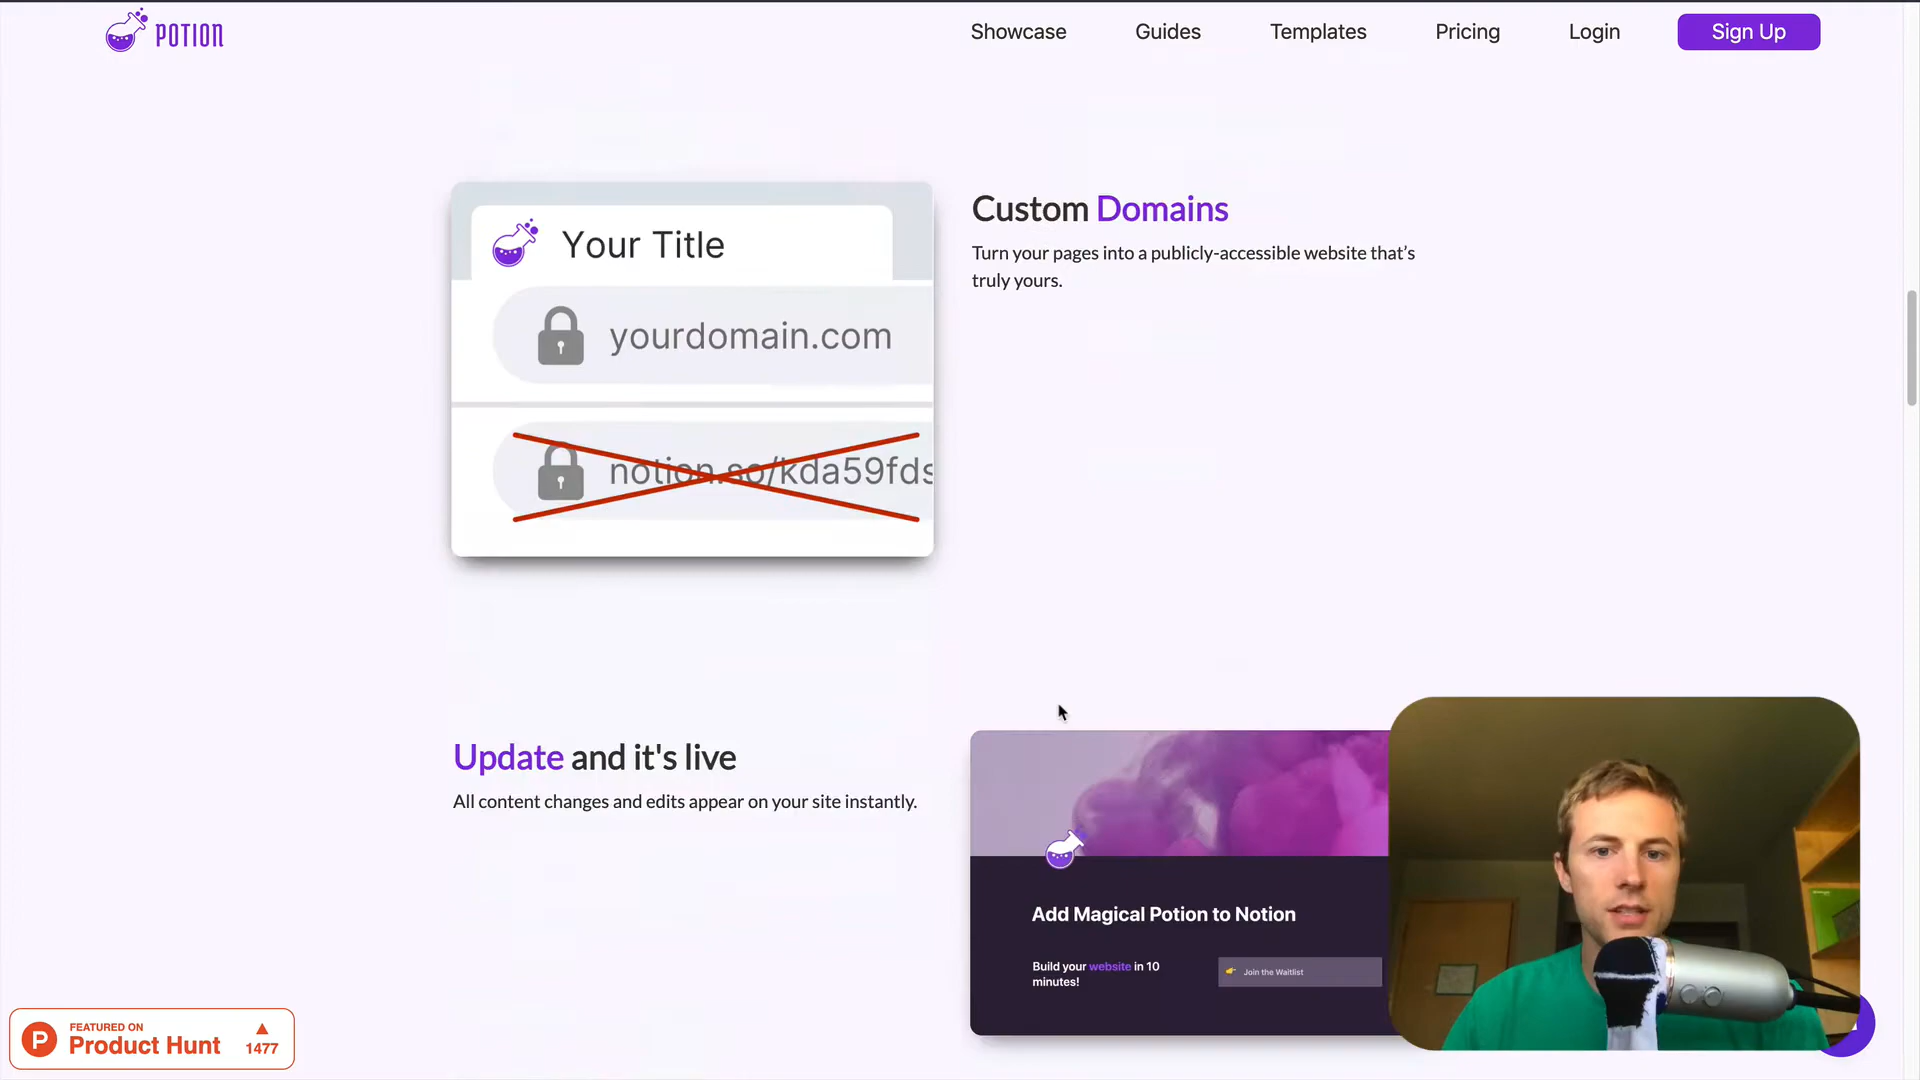 POTION
Showcase
Guides
Templates
Pricing
Login
Sign Up
Your Title
yourdomain.com
notion.so/kda59fds
Custom Domains
Turn your pages into a publicly-accessible website that’s
truly yours.
Update and it's live
All content changes and edits appear on your site instantly.
Add Magical Potion to Notion
Build your website in 10
minutes!
Join the Waitlist
P
FEATURED ON
Product Hunt
1477